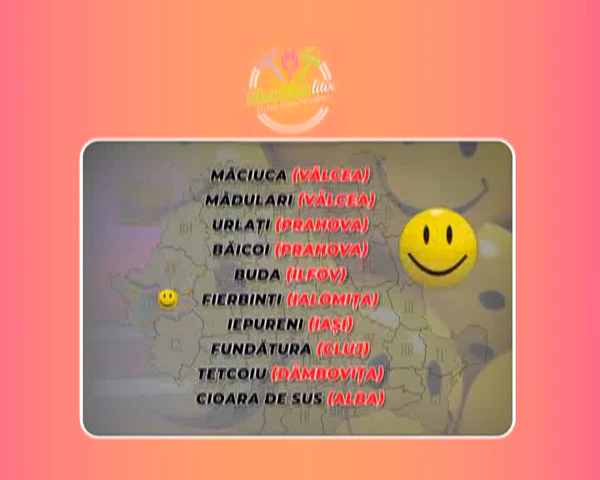 MĂCIUCA (VÂLCEA)
MĂDULARI (VÂLCEA)
URLAȚI (PRAHOVA)
BĂICOI (PRAHOVA)
BUDA (ILFOV)
FIERBINTI (IALOMIȚA)
IEPURENI (IAȘI)
FUNDĂTURA (CLUJ)
TETCOIU (DÂMBOVIȚA)
CIOARA DE SUS (ALBA)